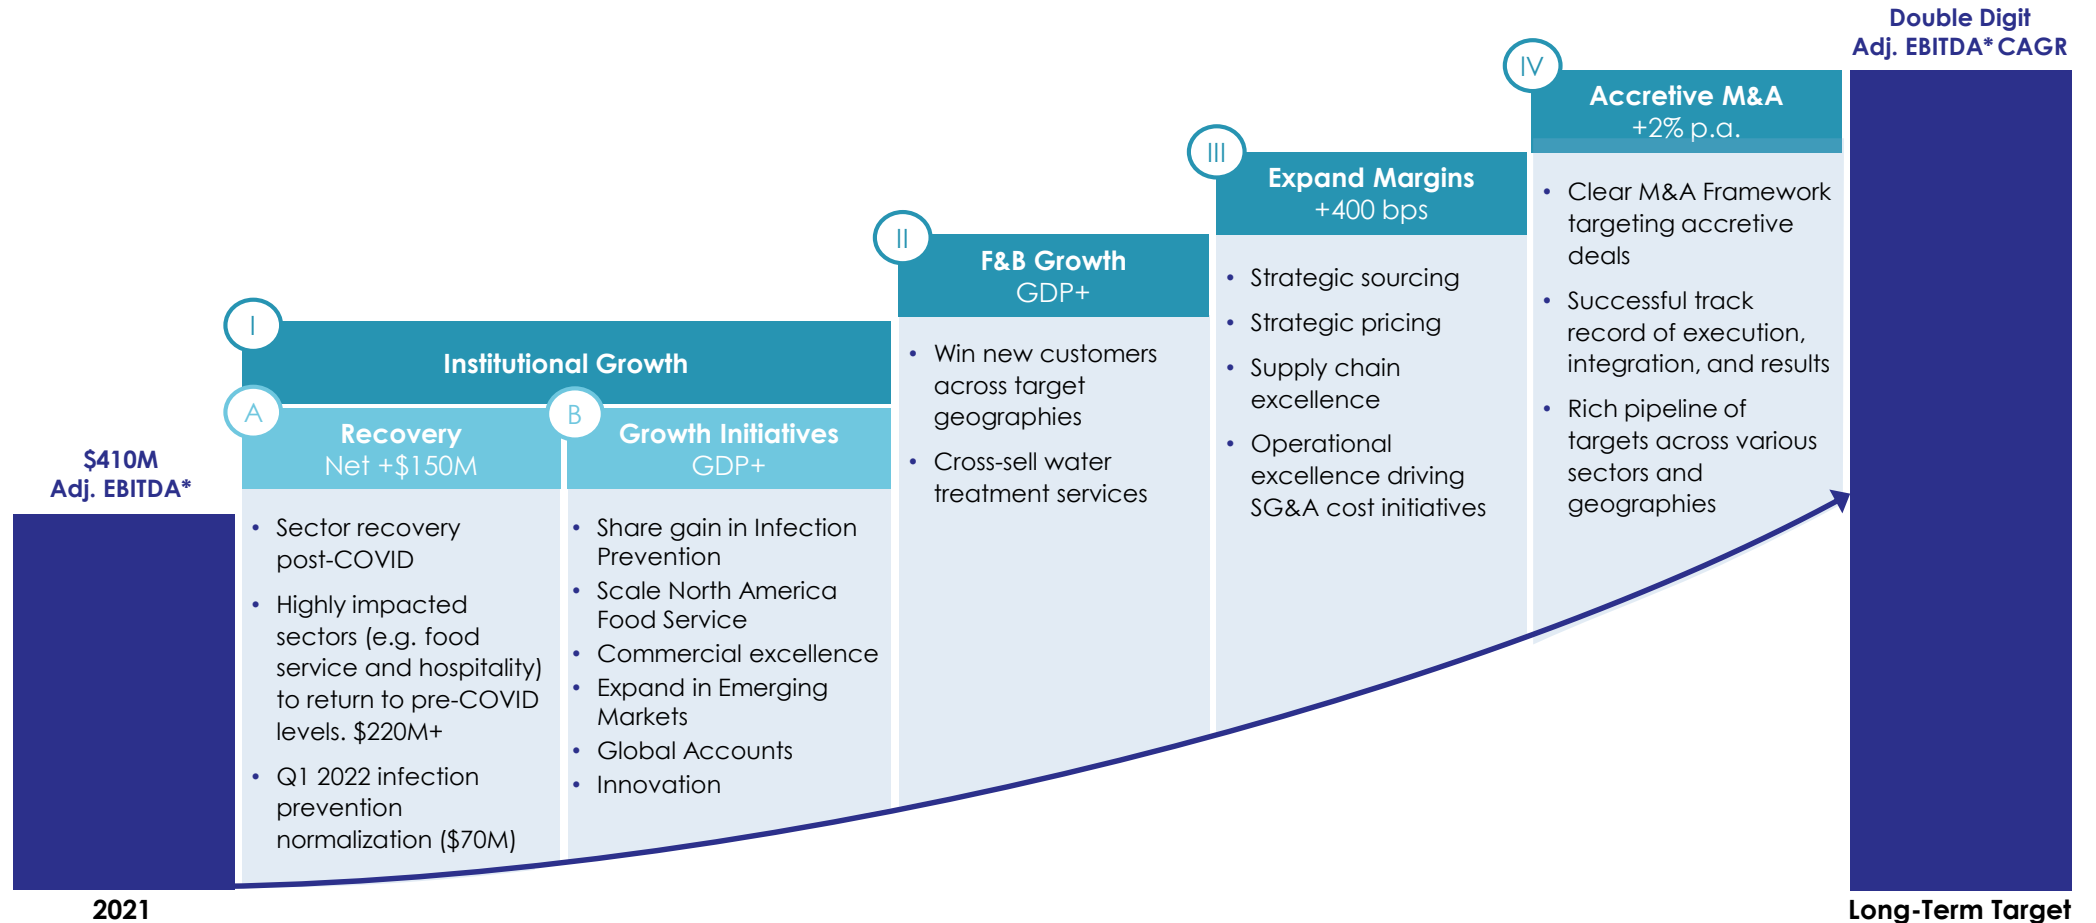 $410M
Adj. EBITDA*
2021
I
Institutional Growth
A
Recovery
Net +$150M
• Sector recovery
post-COVID
• Highly impacted
sectors (e.g. food
service and hospitality)
to return to pre-COVID
levels. $220M+
• Q1 2022 infection
prevention
normalization ($70M)
B
Growth Initiatives
GDP+
• Share gain in Infection
Prevention
• Scale North America
Food Service
• Commercial excellence
• Expand in Emerging
Markets
• Global Accounts
• Innovation
II
F&B Growth
GDP+
• Win new customers
across target
geographies
• Cross-sell water
treatment services
III
Expand Margins
+400 bps
• Strategic sourcing
• Strategic pricing
• Supply chain
excellence
• Operational
excellence driving
SG&A cost initiatives
IV
Accretive M&A
+2% p.a.
• Clear M&A Framework
targeting accretive
deals
• Successful track
record of execution,
integration, and results
• Rich pipeline of
targets across various
sectors and
geographies
Double Digit
Adj. EBITDA* CAGR
Long-Term Target